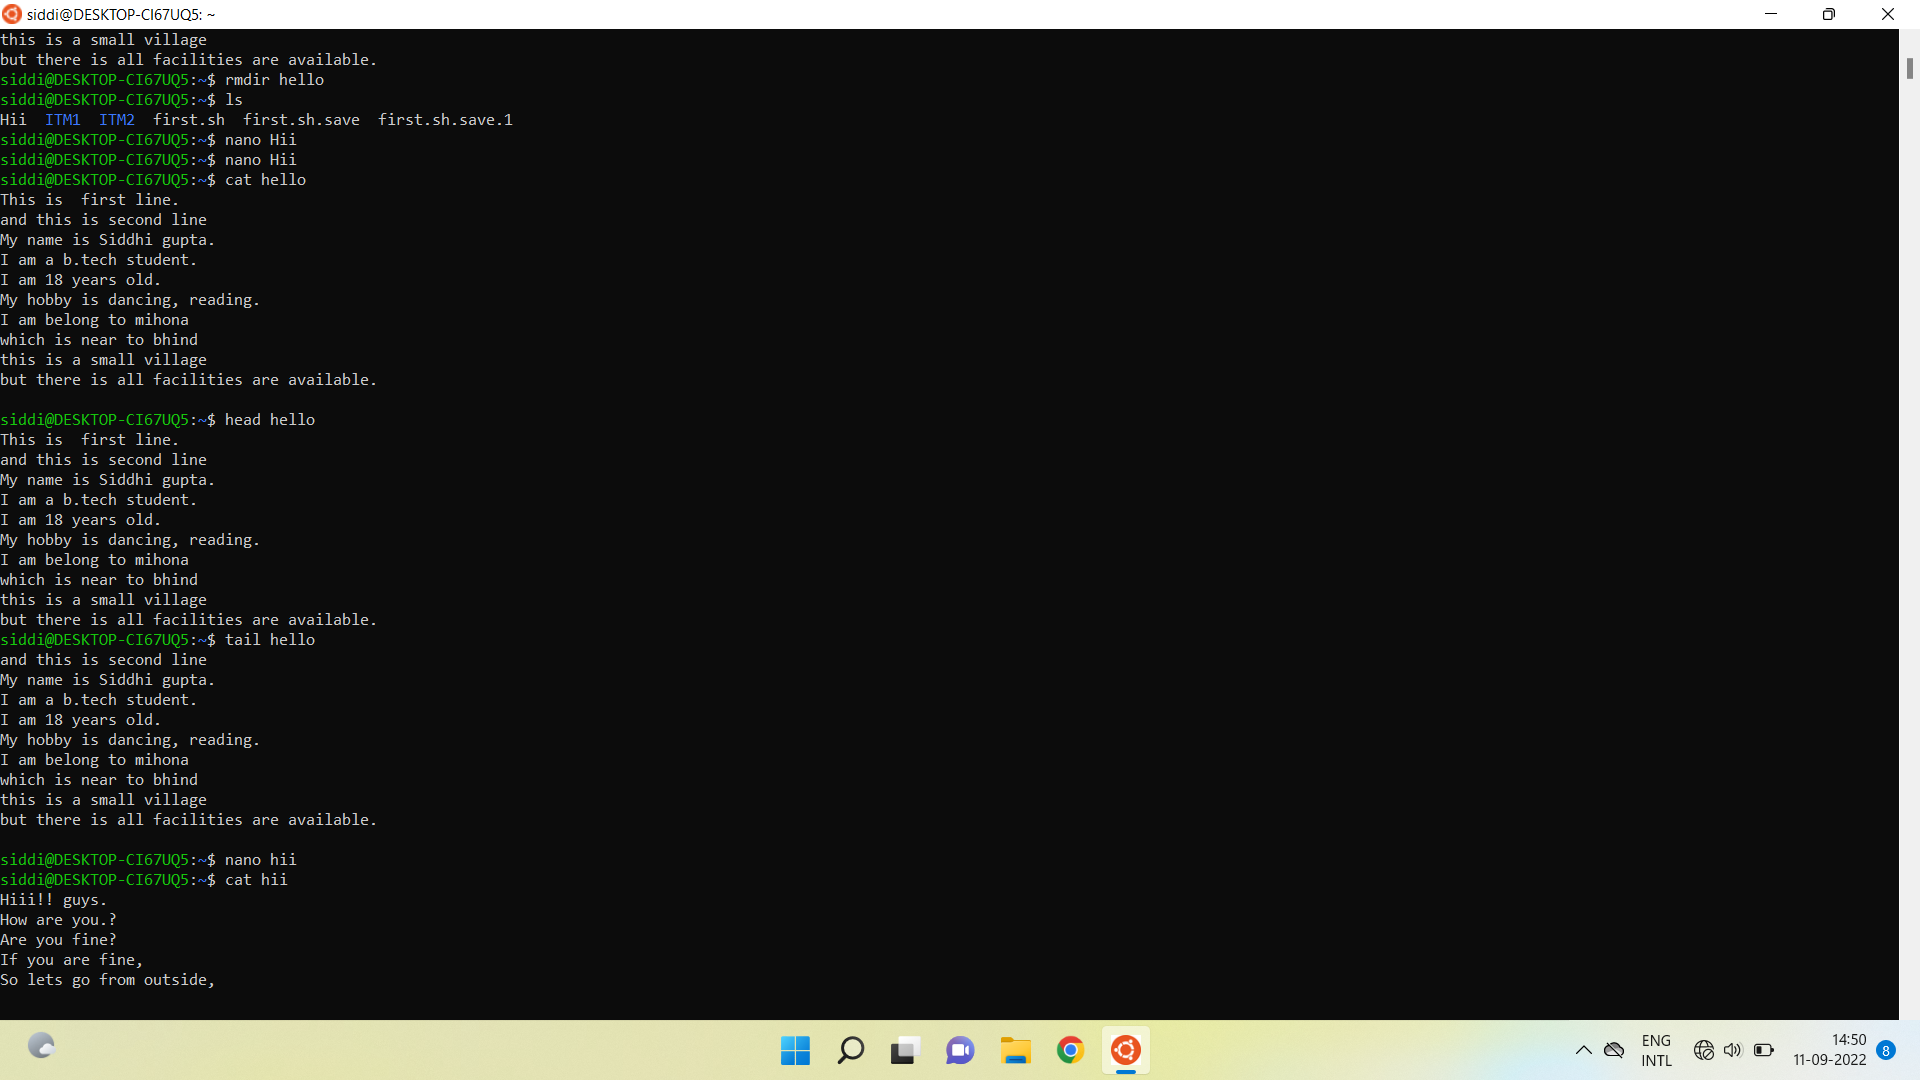 siddi@DESKTOP-CI67UQ5: ~
this is a small village
but there is all facilities are available.
siddi@DESKTOP-CI67UQ5:~$ rmdir hello
siddi@DESKTOP-CI67UQ5:~$ ls
Hii  ITM1  ITM2  first.sh  first.sh.save  first.sh.save.1
siddi@DESKTOP-CI67UQ5:~$ nano Hii
siddi@DESKTOP-CI67UQ5:~$ nano Hii
siddi@DESKTOP-CI67UQ5:~$ cat hello
This is  first line.
and this is second line
My name is Siddhi gupta.
I am a b.tech student.
I am 18 years old.
My hobby is dancing, reading.
I am belong to mihona
which is near to bhind
this is a small village
but there is all facilities are available.
siddi@DESKTOP-CI67UQ5:~$ head hello
This is  first line.
and this is second line
My name is Siddhi gupta.
I am a b.tech student.
I am 18 years old.
My hobby is dancing, reading.
I am belong to mihona
which is near to bhind
this is a small village
but there is all facilities are available.
siddi@DESKTOP-CI67UQ5:~$ tail hello
and this is second line
My name is Siddhi gupta.
I am a b.tech student.
I am 18 years old.
My hobby is dancing, reading.
I am belong to mihona
which is near to bhind
this is a small village
but there is all facilities are available.
siddi@DESKTOP-CI67UQ5:~$ nano hii
siddi@DESKTOP-CI67UQ5:~$ cat hii
Hiii!! guys.
How are you.?
Are you fine?
If you are fine,
So lets go from outside,
ENG
INTL
14:50
11-09-2022
8